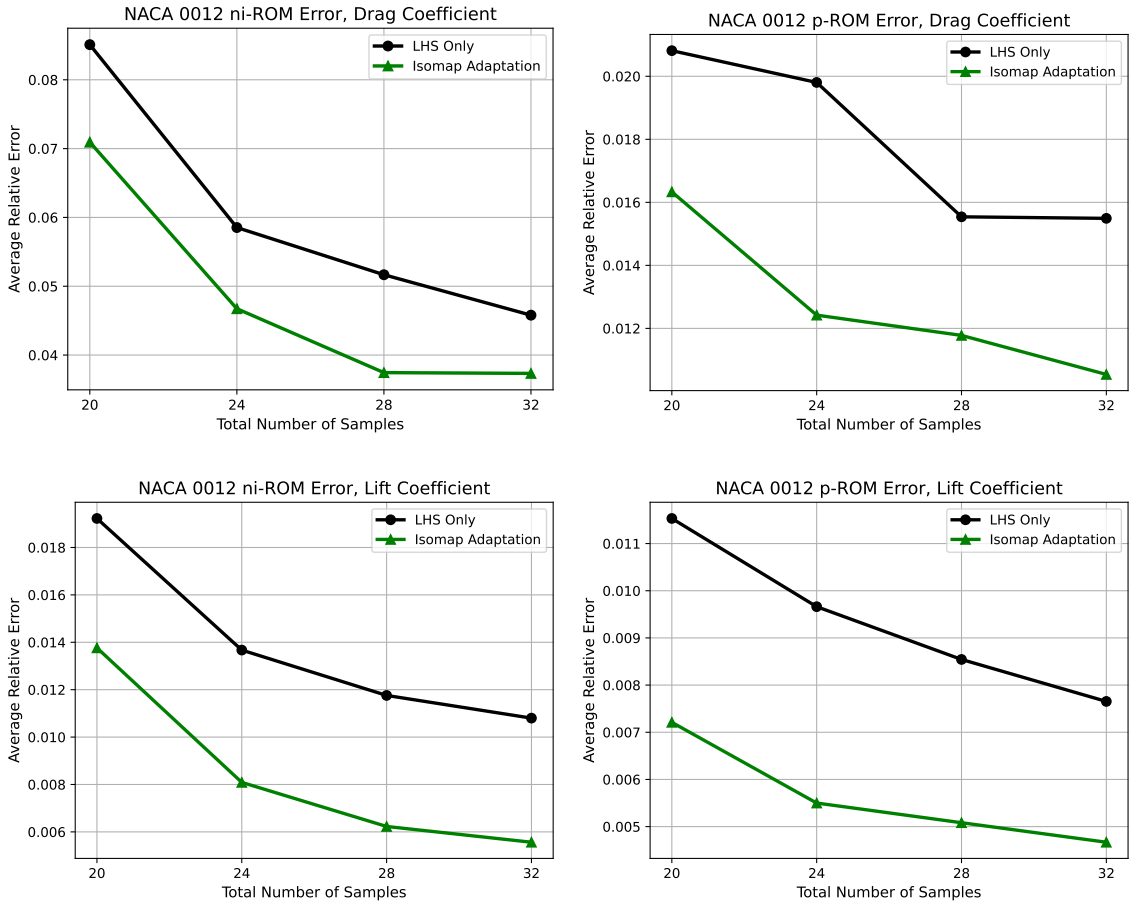 NACA 0012 ni-ROM Error, Drag Coefficient
LHS Only
Isomap Adaptation
0.08
0.07
0.06
0.05
0.04
Average Relative Error
20 24 28 32
Total Number of Samples
NACA 0012 p-ROM Error, Drag Coefficient
LHS Only
Isomap Adaptation
0.020
0.018
0.016
0.014
0.012
Average Relative Error
20 24 28 32
Total Number of Samples
NACA 0012 ni-ROM Error, Lift Coefficient
LHS Only
Isomap Adaptation
0.018
0.016
0.014
0.012
0.010
0.008
0.006
Average Relative Error
20 24 28 32
Total Number of Samples
NACA 0012 p-ROM Error, Lift Coefficient
LHS Only
Isomap Adaptation
0.011
0.010
0.009
0.008
0.007
0.006
0.005
Average Relative Error
20 24 28 32
Total Number of Samples